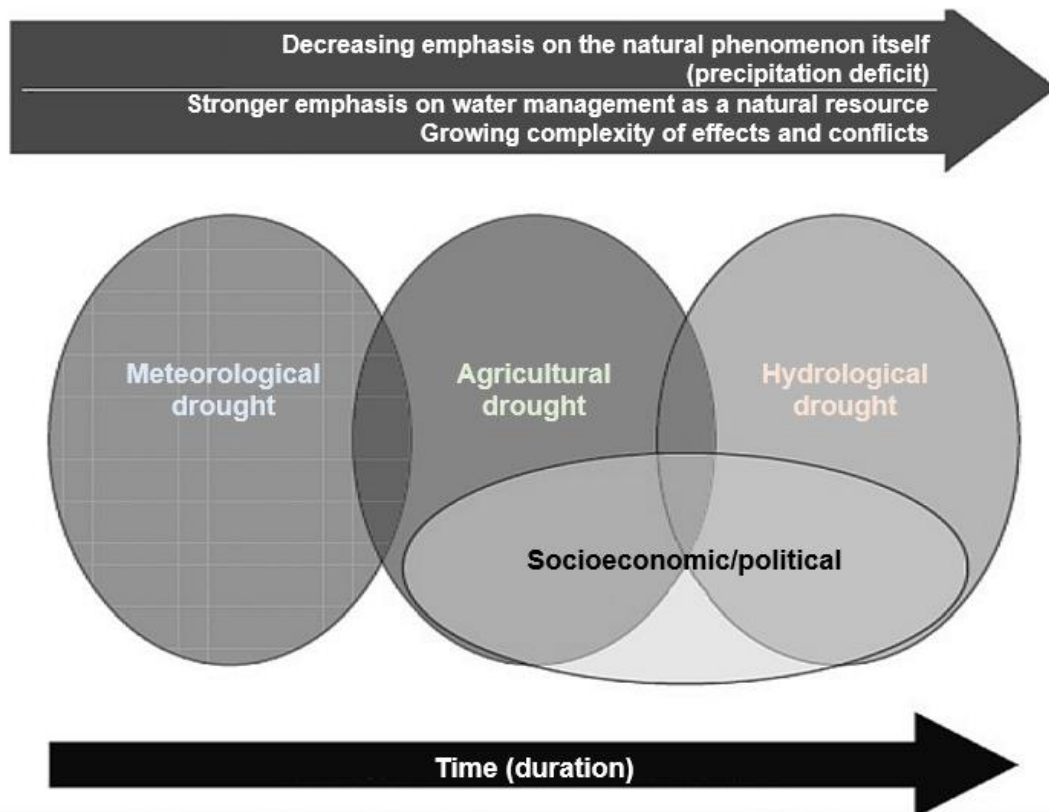 Decreasing emphasis on the natural phenomenon itself
(precipitation deficit)
Stronger emphasis on water management as a natural resource
Growing complexity of effects and conflicts
Meteorological
drought
Agricultural
drought
Hydrological
drought
Socioeconomic/political
Time (duration)